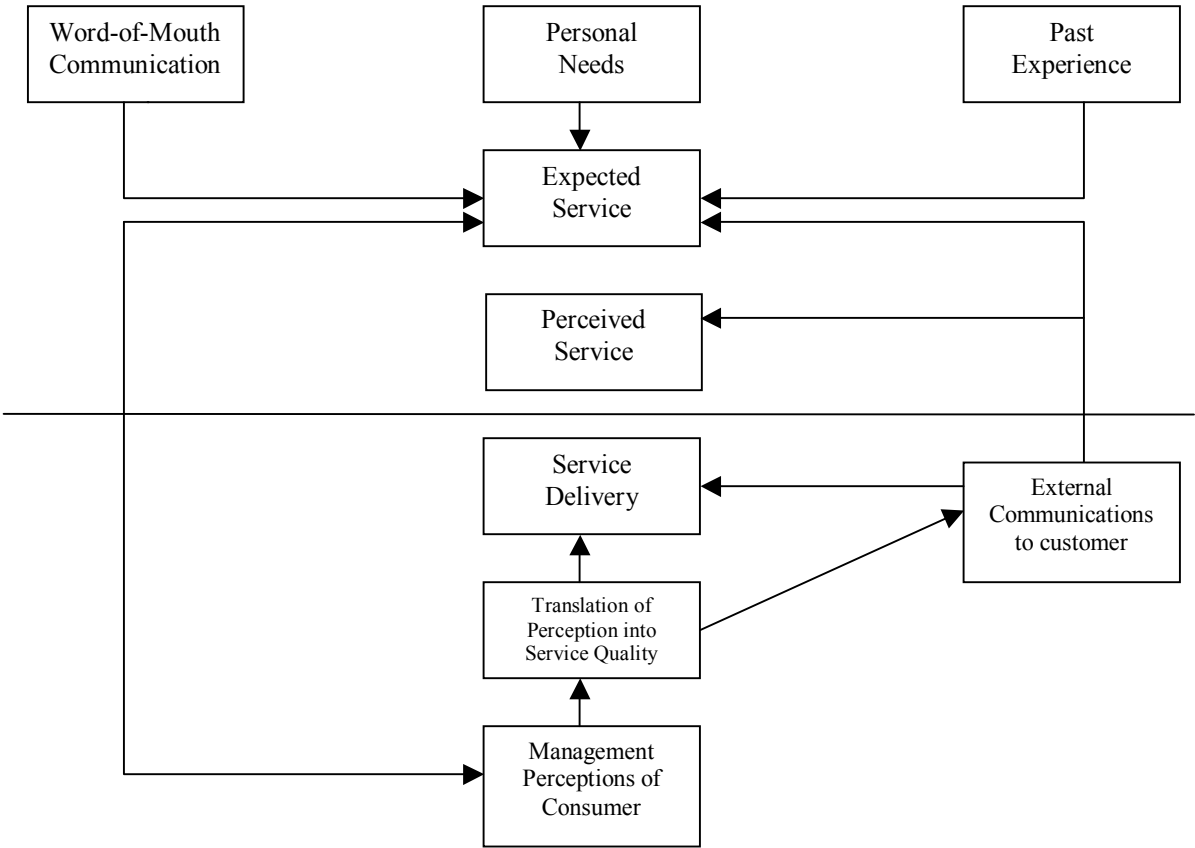 Word-of-Mouth
Communication
Personal
Needs
Past
Experience
Expected
Service
Perceived
Service
Service
Delivery
External
Communications
to customer
Translation of
Perception into
Service Quality
Management
Perceptions of
Consumer